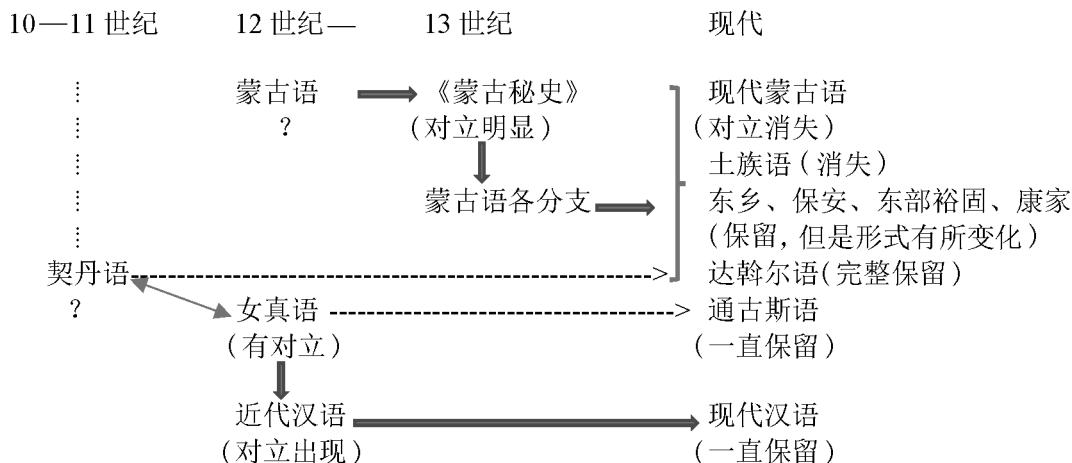 10—11 世纪 12 世纪— 13 世纪 现代
蒙古语 《蒙古秘史》 现代蒙古语
? (对立明显) (对立消失)
土族语(消失)
蒙古语各分支 东乡、保安、东部裕固、康家
(保留,但是形式有所变化)
契丹语 达斡尔语(完整保留)
? 女真语 通古斯语
(有对立) (一直保留)
近代汉语 现代汉语
(对立出现) (一直保留)